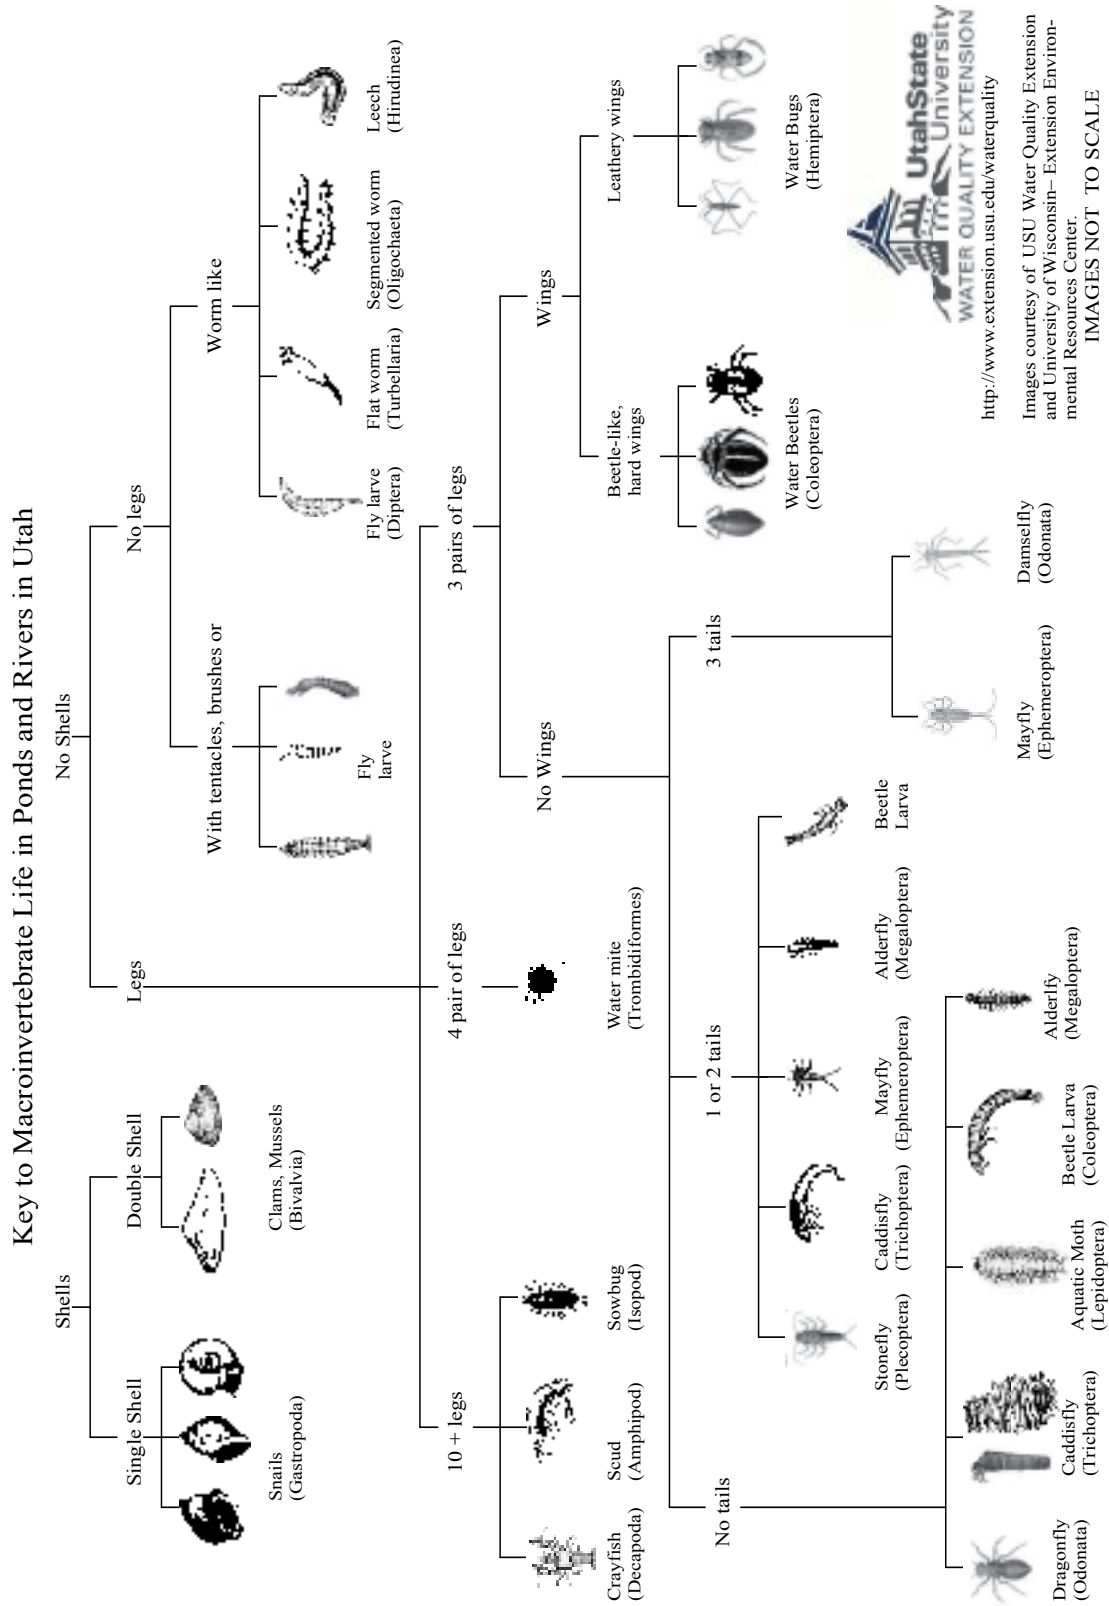 Key to Macroinvertebrate Life in Ponds and Rivers in Utah
Shells
No Shells
Single Shell
Double Shell
Legs
No legs
Snails
(Gastropoda)
Clams, Mussels
(Bivalvia)
With tentacles, brushes or
Worm like
Fly
larve
Fly larve
(Diptera)
Flat worm
(Turbellaria)
Segmented worm
(Oligochaeta)
Leech
(Hirudinea)
10 + legs
4 pair of legs
3 pairs of legs
Crayfish
(Decapoda)
Scud
(Amphipod)
Sowbug
(Isopod)
Water mite
(Trombidiformes)
No Wings
Wings
Beetle-like,
hard wings
Leathery wings
Water Beetles
(Coleoptera)
Water Bugs
(Hemiptera)
No tails
1 or 2 tails
3 tails
Stonefly
(Plecoptera)
Caddisfly
(Trichoptera)
Mayfly
(Ephemeroptera)
Alderfly
(Megaloptera)
Beetle
Larva
Mayfly
(Ephemeroptera)
Damselfly
(Odonata)
Dragonfly
(Odonata)
Caddisfly
(Trichoptera)
Aquatic Moth
(Lepidoptera)
Beetle Larva
(Coleoptera)
Alderlfy
(Megaloptera)
UtahState
University
WATER QUALITY EXTENSION
http://www.extension.usu.edu/waterquality
Images courtesy of USU Water Quality Extension
and University of Wisconsin– Extension Environ-
mental Resources Center.
IMAGES NOT TO SCALE